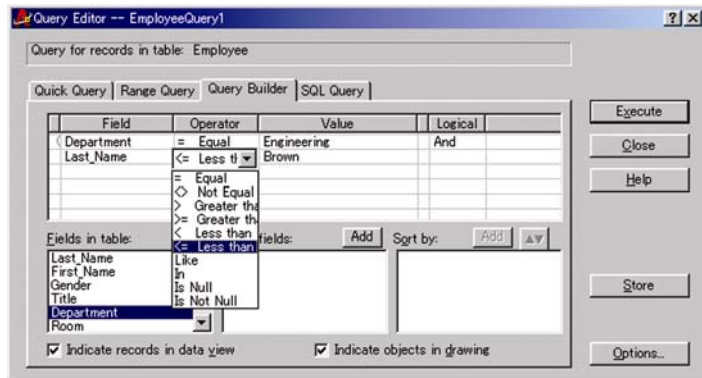 Query Editor -- EmployeeQuery1
Query for records in table: Employee
Quick Query
Range Query
Query Builder
SQL Query
Field Operator Value Logical
( Department = Equal Engineering And
Last_Name <= Less th Brown
= Equal
<> Not Equal
> Greater tha
>= Greater tha
< Less than
<= Less than
Like
In
Is Null
Is Not Null
Fields in table:
fields:
Add
Sort by:
Add
Last_Name
First_Name
Gender
Title
Department
Room
Indicate records in data view
Indicate objects in drawing
Execute
Close
Help
Store
Options...